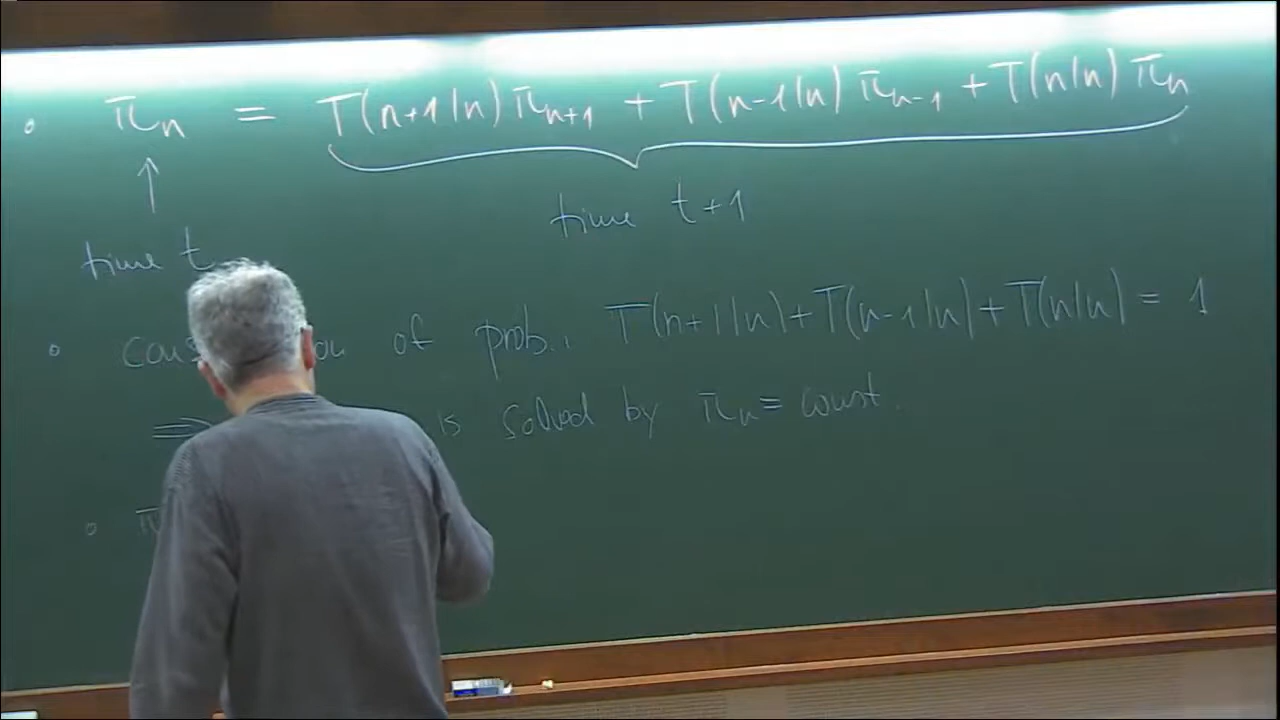 • π_n = T(n+1|n) π_{n+1} + T(n-1|n) π_{n-1} + T(n|n) π_n
time t+1
time t
• of prob.: T(n+1|n) + T(n-1|n) + T(n|n) = 1
⇒ is solved by π_n = const.
• π